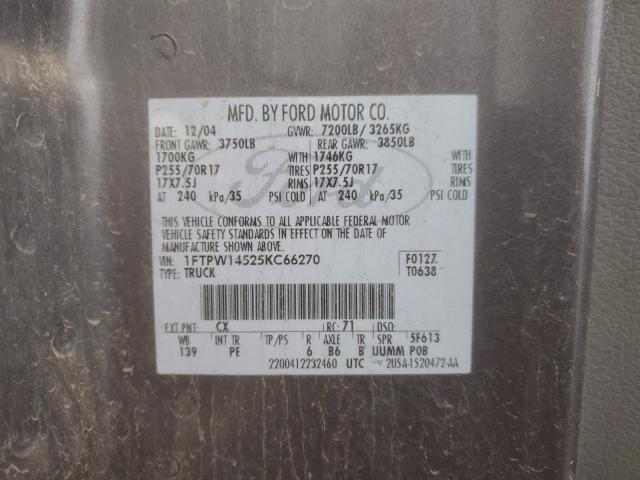 MFD. BY FORD MOTOR CO.
DATE: 12/04 GVWR: 7200LB/ 3265KG
FRONT GAWR: 3750LB REAR GAWR: 3850LB
1700KG WITH 1746KG WITH
P255/70R17 TIRES P255/70R17 TIRES
17X7.5J RIMS 17X7.5J RIMS
AT 240 kPa/35 PSI COLD AT 240 kPa/35 PSI COLD
Ford
THIS VEHICLE CONFORMS TO ALL APPLICABLE FEDERAL MOTOR
VEHICLE SAFETY STANDARDS IN EFFECT ON THE DATE OF
MANUFACTURE SHOWN ABOVE.
VIN: 1FTPW14525KC66270 F0127
TYPE: TRUCK T0638
EXT PNT: CX RC: 71 DSO:
WB INT TR TP/PS R AXLE TR SPR 5F613
139 PE 6 B6 B UUMM POB
2200412232460 UTC 2U5A-1520472-AA